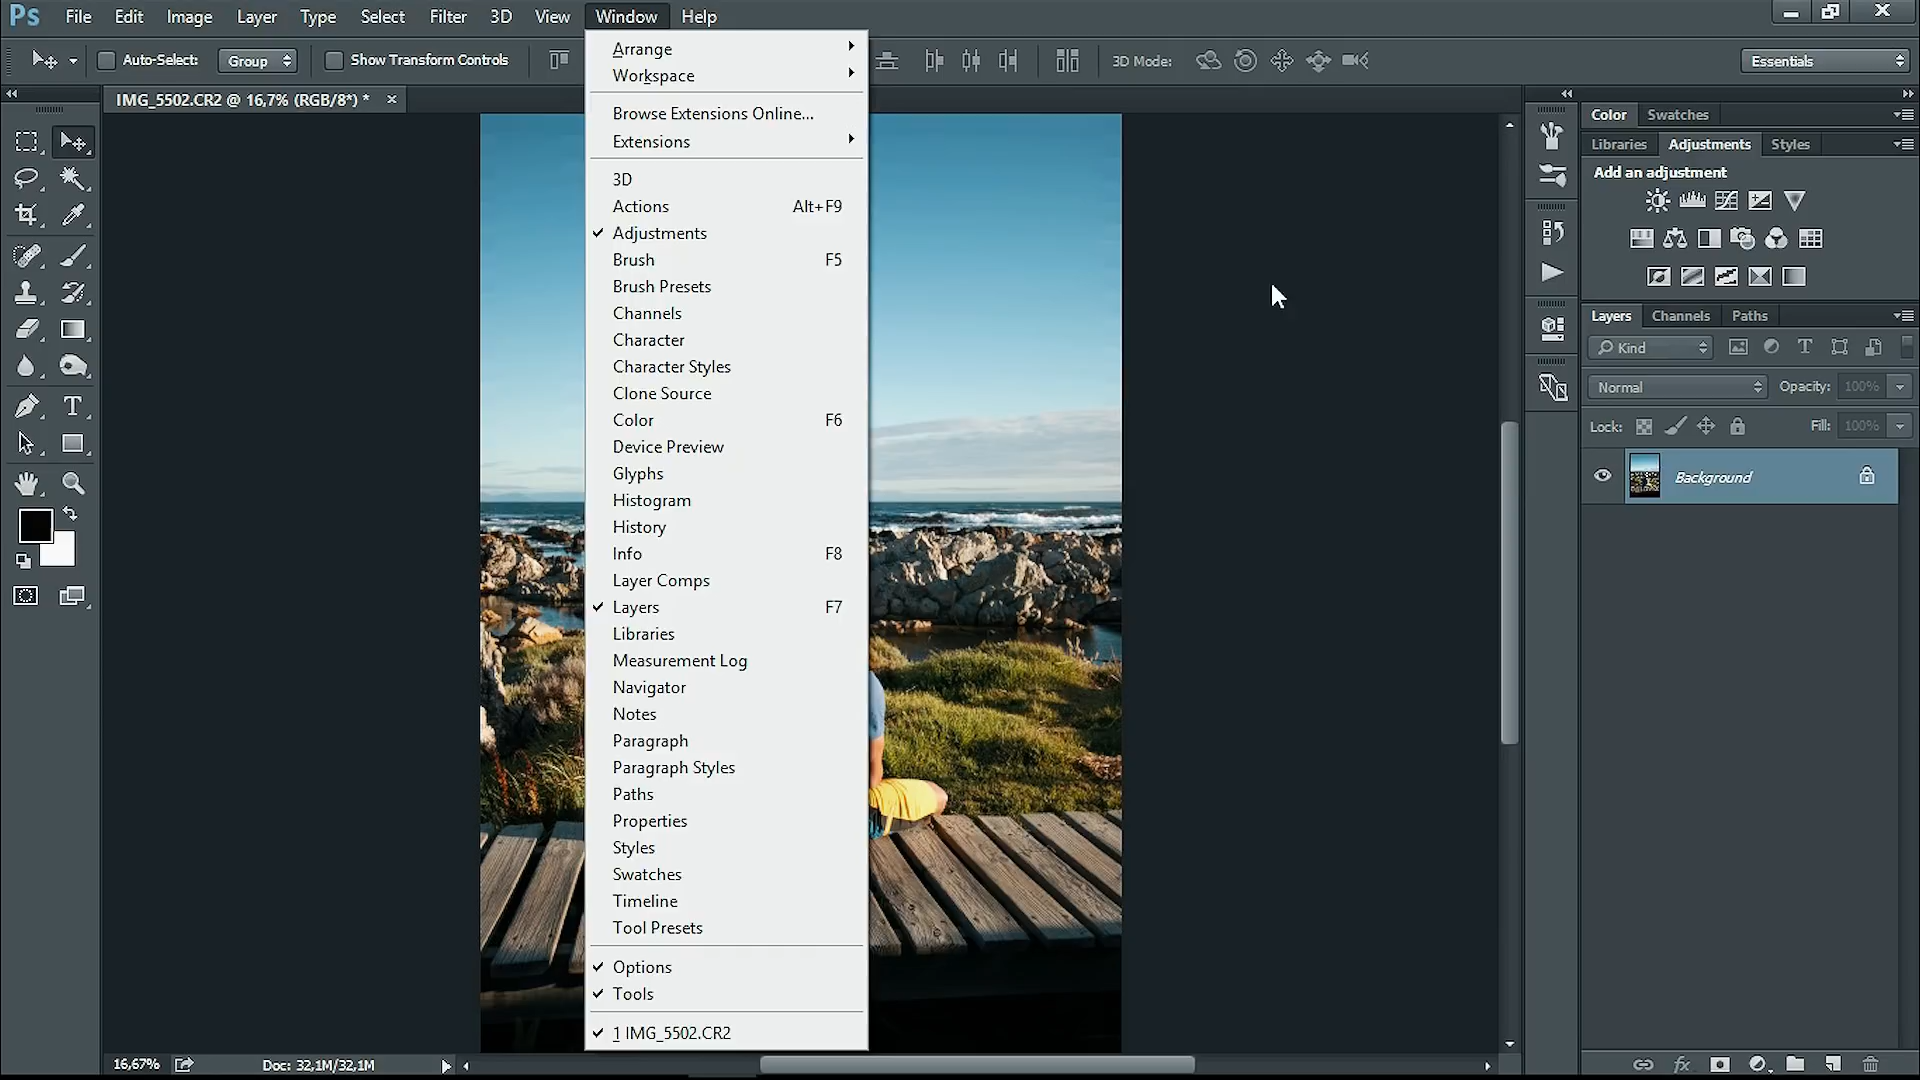 Ps File Edit Image Layer Type Select Filter 3D View Window Help
Auto-Select: Group Show Transform Controls 3D Mode: Essentials
IMG_5502.CR2 @ 16,7% (RGB/8*) * ×
Arrange
Workspace
Browse Extensions Online...
Extensions
3D
Actions Alt+F9
Adjustments
Brush F5
Brush Presets
Channels
Character
Character Styles
Clone Source
Color F6
Device Preview
Glyphs
Histogram
History
Info F8
Layer Comps
Layers F7
Libraries
Measurement Log
Navigator
Notes
Paragraph
Paragraph Styles
Paths
Properties
Styles
Swatches
Timeline
Tool Presets
Options
Tools
1 IMG_5502.CR2
Color Swatches
Libraries Adjustments Styles
Add an adjustment
Layers Channels Paths
Kind
Normal Opacity: 100%
Lock: Fill: 100%
Background
16,67% Doc: 32,1M/32,1M
fx